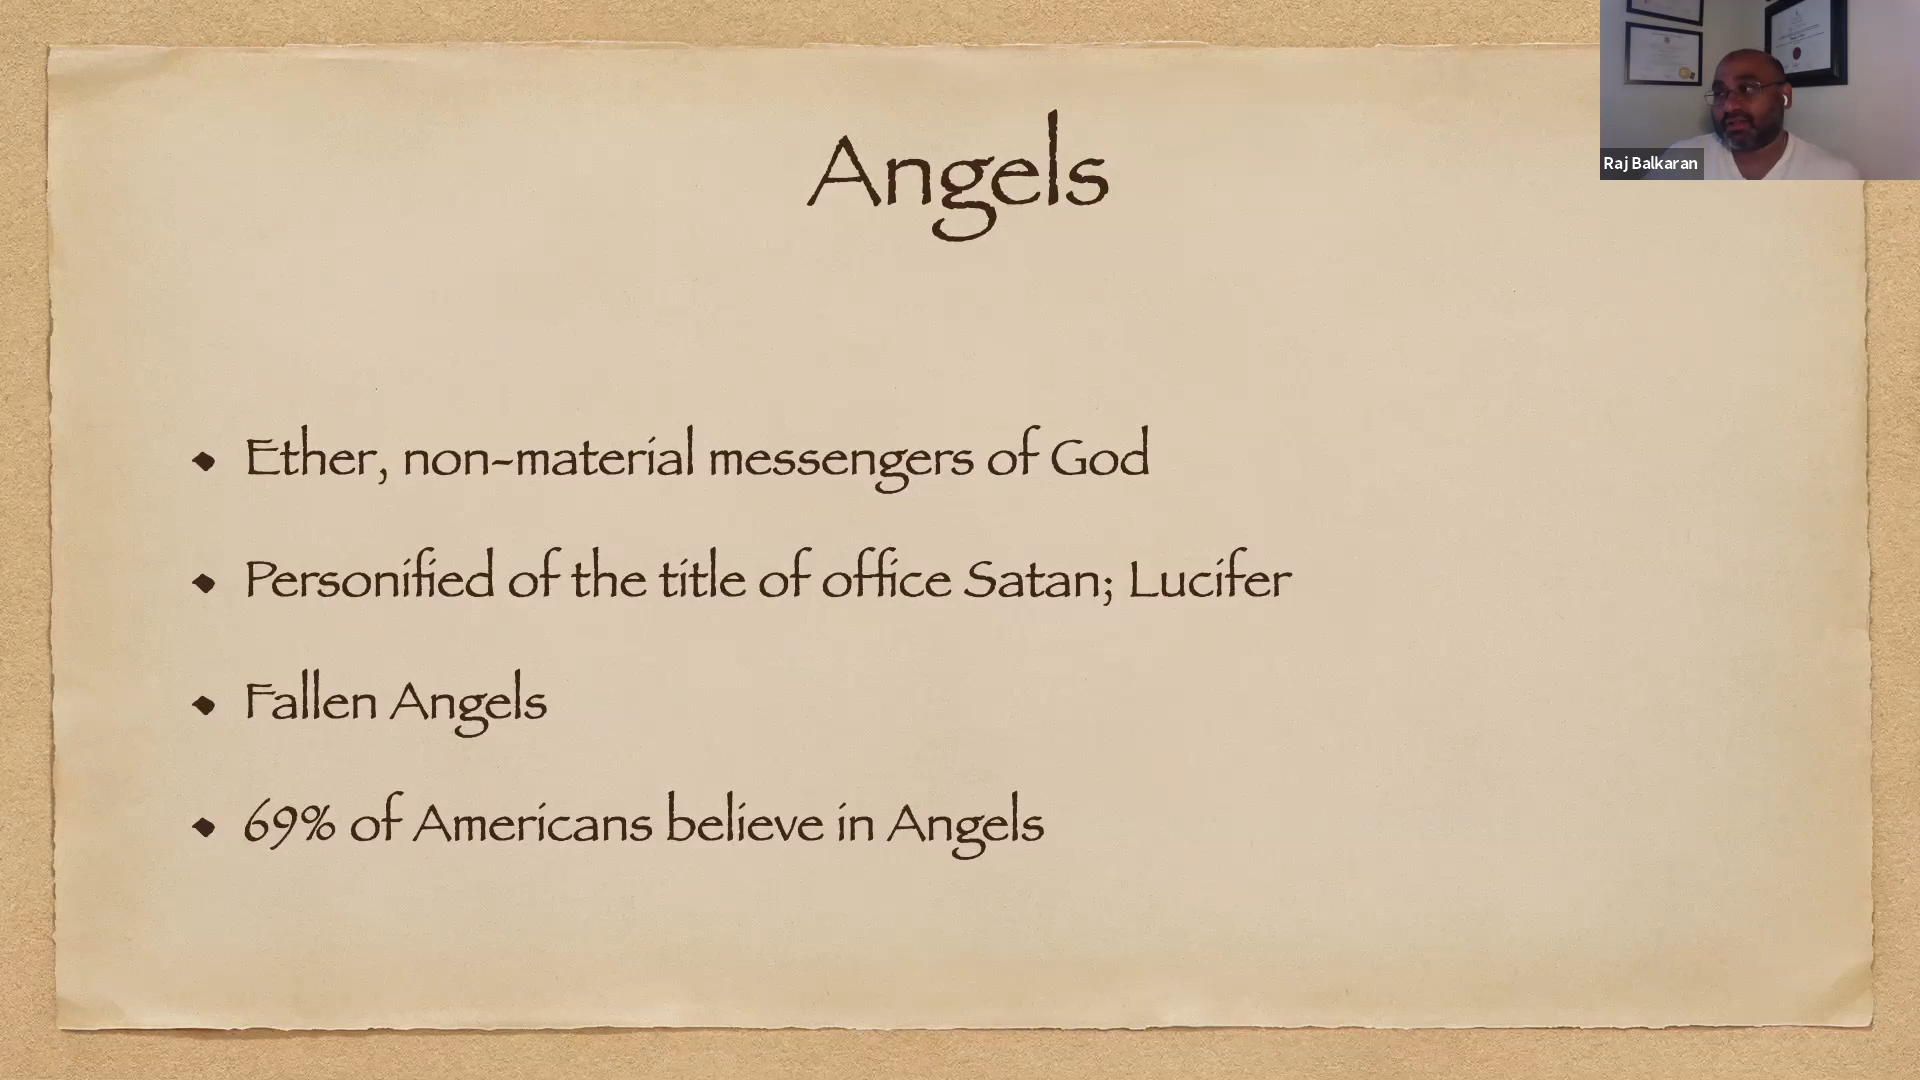 Angels
Raj Balkaran
Ether, non-material messengers of God
Personified of the title of office Satan; Lucifer
Fallen Angels
69% of Americans believe in Angels